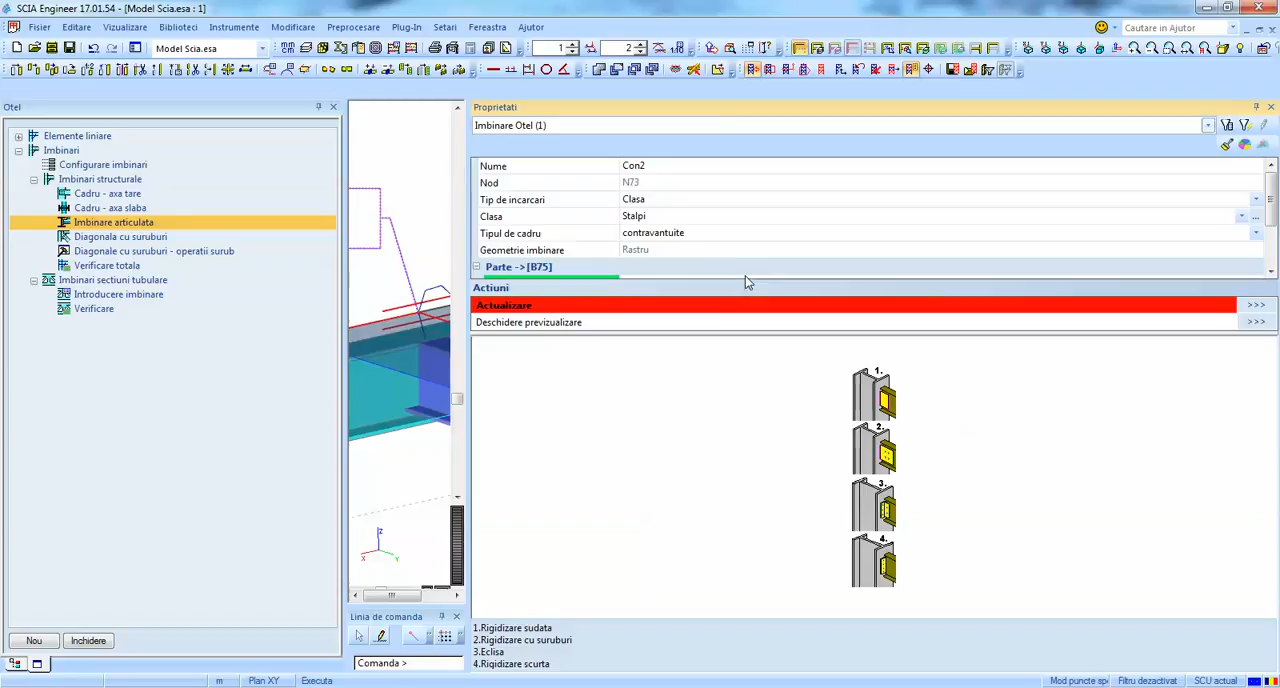 SCIA Engineer 17.01.54 - [Model Scia.esa : 1]
Fisier Editare Vizualizare Biblioteci Instrumente Modificare Preprocesare Plug-In Setari Fereastra Ajutor
Cautare in Ajutor
Model Scia.esa
1
2
Otel
Elemente liniare
Imbinari
Configurare imbinari
Imbinari structurale
Cadru - axa tare
Cadru - axa slaba
Imbinare articulata
Diagonala cu suruburi
Diagonale cu suruburi - operatii surub
Verificare totala
Imbinari sectiuni tubulare
Introducere imbinare
Verificare
Nou
Inchidere
Z
X
Y
Linia de comanda
Comanda >
Proprietati
Imbinare Otel (1)
Nume Con2
Nod N73
Tip de incarcari Clasa
Clasa Stalpi
Tipul de cadru contravantuite
Geometrie imbinare Rastru
Parte ->[B75]
Actiuni
Actualizare >>>
Deschidere previzualizare >>>
1.
2.
3.
4.
1.Rigidizare sudata
2.Rigidizare cu suruburi
3.Eclisa
4.Rigidizare scurta
m Plan XY Executa Mod puncte sp Filtru dezactivat SCU actual